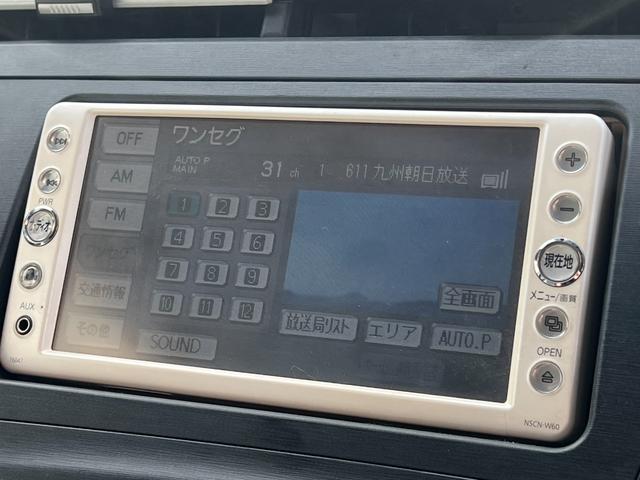 OFF
ワンセグ
AUTO P
MAIN
31 ch 1 611 九州朝日放送
AM
FM
ワンセグ
交通情報
その他
1 2 3
4 5 6
7 8 9
10 11 12
SOUND
全画面
放送局リスト
エリア
AUTO.P
PWR
AUX
現在地
メニュー/画質
OPEN
NSCN-W60